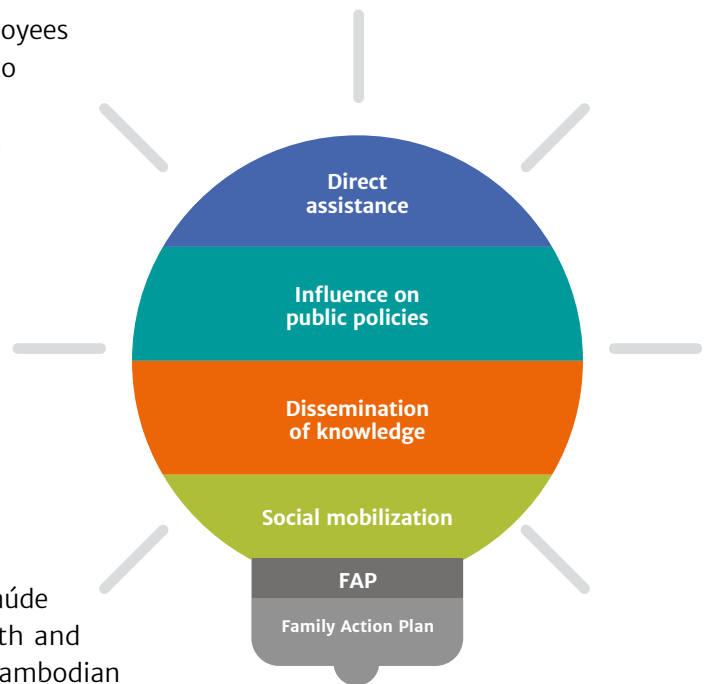 oyees
o
Direct
assistance
Influence on
public policies
Dissemination
of knowledge
Social mobilization
FAP
Family Action Plan
aúde
th and
ambodian